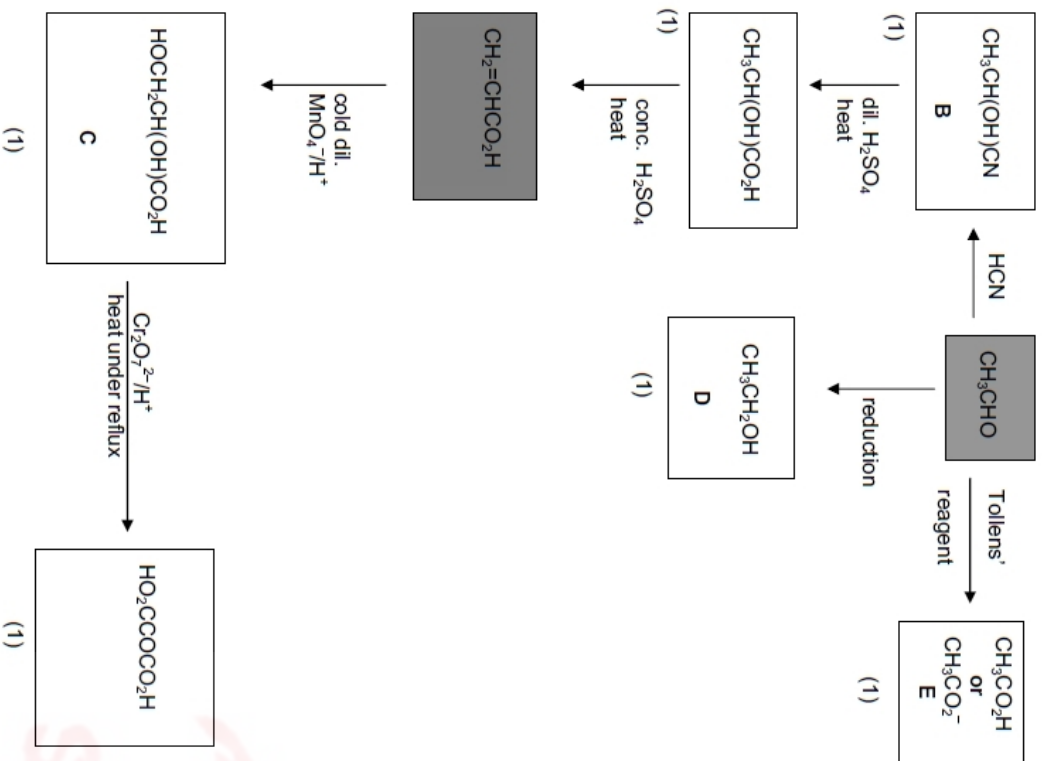 CH₃CHO
HCN
CH₃CH(OH)CN
B
(1)
reduction
CH₃CH₂OH
D
(1)
Tollens’
reagent
CH₃CO₂H
or
CH₃CO₂⁻
E
(1)
dil. H₂SO₄
heat
CH₃CH(OH)CO₂H
(1)
conc. H₂SO₄
heat
CH₂=CHCO₂H
cold dil.
MnO₄⁻/H⁺
HOCH₂CH(OH)CO₂H
C
(1)
Cr₂O₇²⁻/H⁺
heat under reflux
HO₂CCOCO₂H
(1)